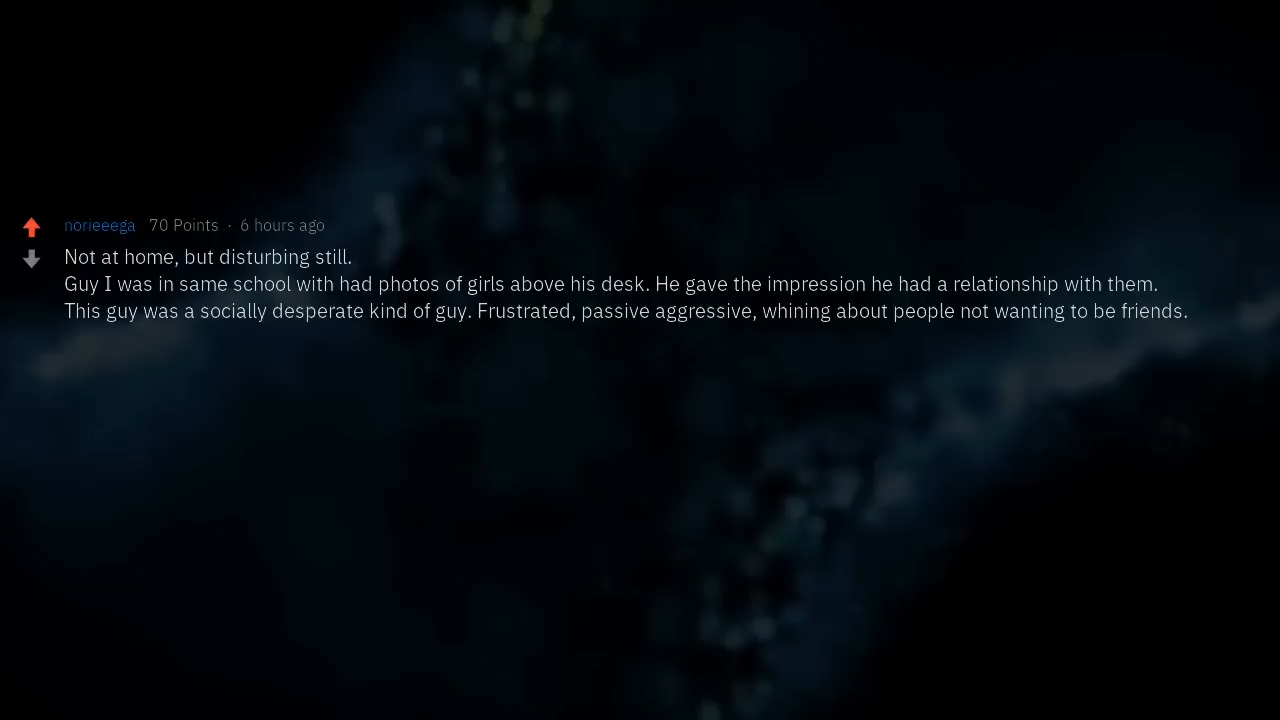 norieeega 70 Points · 6 hours ago
Not at home, but disturbing still.
Guy I was in same school with had photos of girls above his desk. He gave the impression he had a relationship with them.
This guy was a socially desperate kind of guy. Frustrated, passive aggressive, whining about people not wanting to be friends.